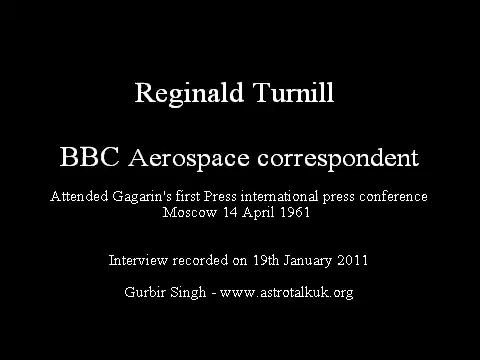 Reginald Turnill
BBC Aerospace correspondent
Attended Gagarin's first Press international press conference
Moscow 14 April 1961
Interview recorded on 19th January 2011
Gurbir Singh - www.astrotalkuk.org